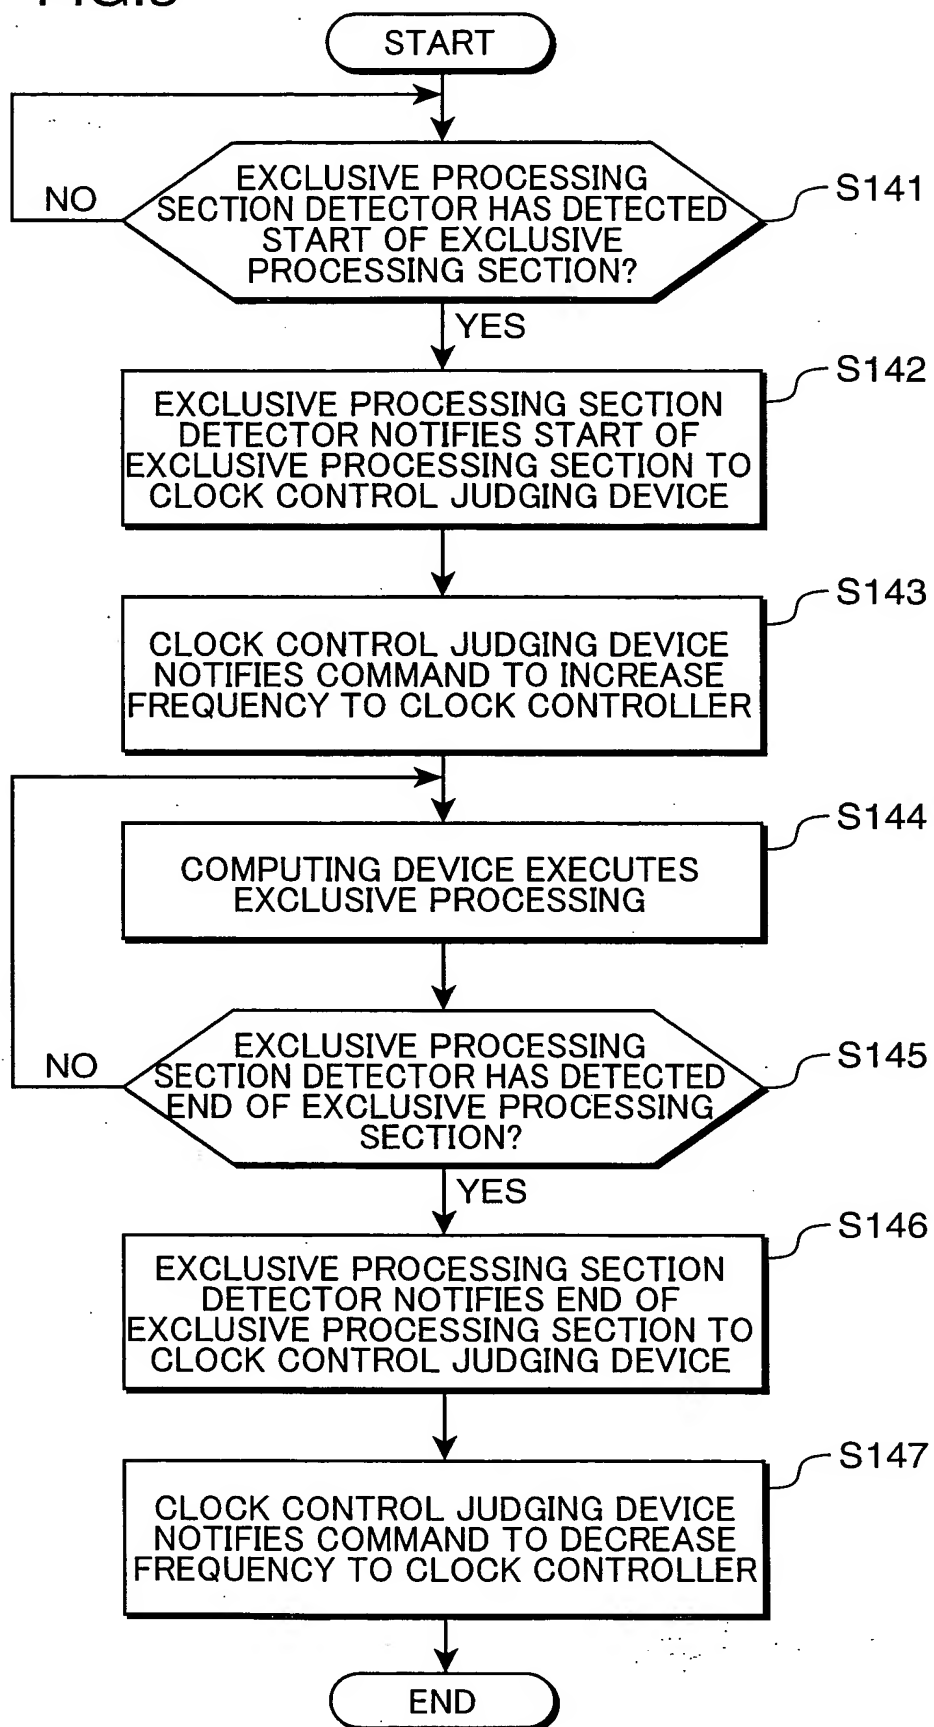 START
EXCLUSIVE PROCESSING
SECTION DETECTOR HAS DETECTED
START OF EXCLUSIVE
PROCESSING SECTION?
NO
S141
YES
EXCLUSIVE PROCESSING SECTION
DETECTOR NOTIFIES START OF
EXCLUSIVE PROCESSING SECTION TO
CLOCK CONTROL JUDGING DEVICE
S142
CLOCK CONTROL JUDGING DEVICE
NOTIFIES COMMAND TO INCREASE
FREQUENCY TO CLOCK CONTROLLER
S143
COMPUTING DEVICE EXECUTES
EXCLUSIVE PROCESSING
S144
EXCLUSIVE PROCESSING
SECTION DETECTOR HAS DETECTED
END OF EXCLUSIVE PROCESSING
SECTION?
NO
S145
YES
EXCLUSIVE PROCESSING SECTION
DETECTOR NOTIFIES END OF
EXCLUSIVE PROCESSING SECTION TO
CLOCK CONTROL JUDGING DEVICE
S146
CLOCK CONTROL JUDGING DEVICE
NOTIFIES COMMAND TO DECREASE
FREQUENCY TO CLOCK CONTROLLER
S147
END